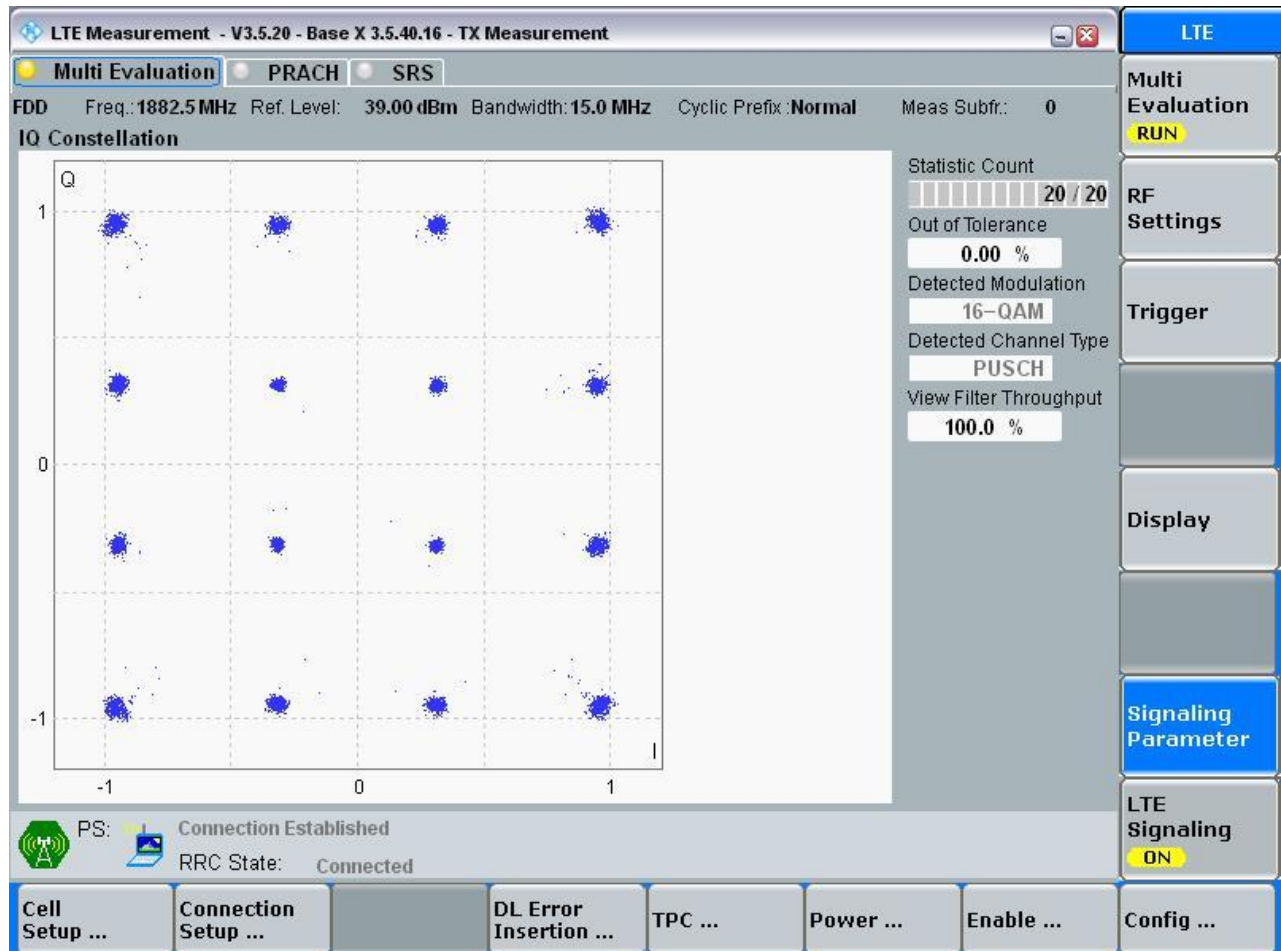 LTE Measurement - V3.5.20 - Base X 3.5.40.16 - TX Measurement
LTE
Multi Evaluation PRACH SRS
FDD Freq.: 1882.5 MHz Ref. Level: 39.00 dBm Bandwidth: 15.0 MHz Cyclic Prefix : Normal Meas Subfr.: 0
IQ Constellation
Q
1
0
-1
-1 0 1
I
Statistic Count
20 / 20
Out of Tolerance
0.00 %
Detected Modulation
16-QAM
Detected Channel Type
PUSCH
View Filter Throughput
100.0 %
Multi
Evaluation
RUN
RF
Settings
Trigger
Display
Signaling
Parameter
LTE
Signaling
ON
PS: Connection Established
RRC State: Connected
Cell
Setup ...
Connection
Setup ...
DL Error
Insertion ...
TPC ...
Power ...
Enable ...
Config ...